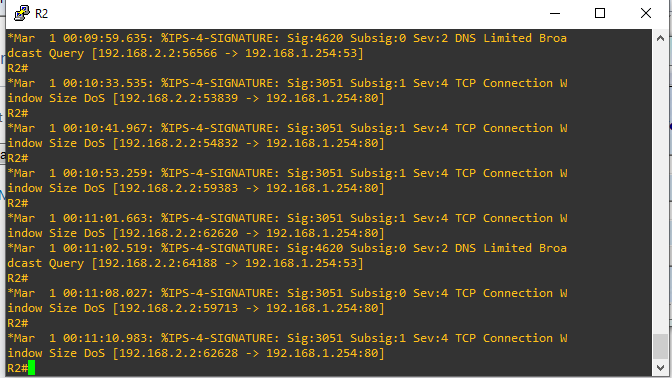 R2
*Mar  1 00:09:59.635: %IPS-4-SIGNATURE: Sig:4620 Subsig:0 Sev:2 DNS Limited Broa
dcast Query [192.168.2.2:56566 -> 192.168.1.254:53]
R2#
*Mar  1 00:10:33.535: %IPS-4-SIGNATURE: Sig:3051 Subsig:1 Sev:4 TCP Connection W
indow Size DoS [192.168.2.2:53839 -> 192.168.1.254:80]
R2#
*Mar  1 00:10:41.967: %IPS-4-SIGNATURE: Sig:3051 Subsig:1 Sev:4 TCP Connection W
indow Size DoS [192.168.2.2:54832 -> 192.168.1.254:80]
R2#
*Mar  1 00:10:53.259: %IPS-4-SIGNATURE: Sig:3051 Subsig:1 Sev:4 TCP Connection W
indow Size DoS [192.168.2.2:59383 -> 192.168.1.254:80]
R2#
*Mar  1 00:11:01.663: %IPS-4-SIGNATURE: Sig:3051 Subsig:1 Sev:4 TCP Connection W
indow Size DoS [192.168.2.2:62620 -> 192.168.1.254:80]
*Mar  1 00:11:02.519: %IPS-4-SIGNATURE: Sig:4620 Subsig:0 Sev:2 DNS Limited Broa
dcast Query [192.168.2.2:64188 -> 192.168.1.254:53]
R2#
*Mar  1 00:11:08.027: %IPS-4-SIGNATURE: Sig:3051 Subsig:0 Sev:4 TCP Connection W
indow Size DoS [192.168.2.2:59713 -> 192.168.1.254:80]
R2#
*Mar  1 00:11:10.983: %IPS-4-SIGNATURE: Sig:3051 Subsig:1 Sev:4 TCP Connection W
indow Size DoS [192.168.2.2:62628 -> 192.168.1.254:80]
R2#